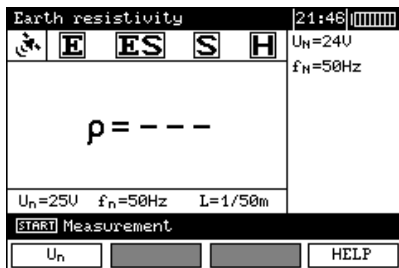 Earth resistivity 21:46
E ES S H
U_N=24V
f_N=50Hz
ρ=---
U_n=25V f_n=50Hz L=1/50m
START Measurement
U_n HELP